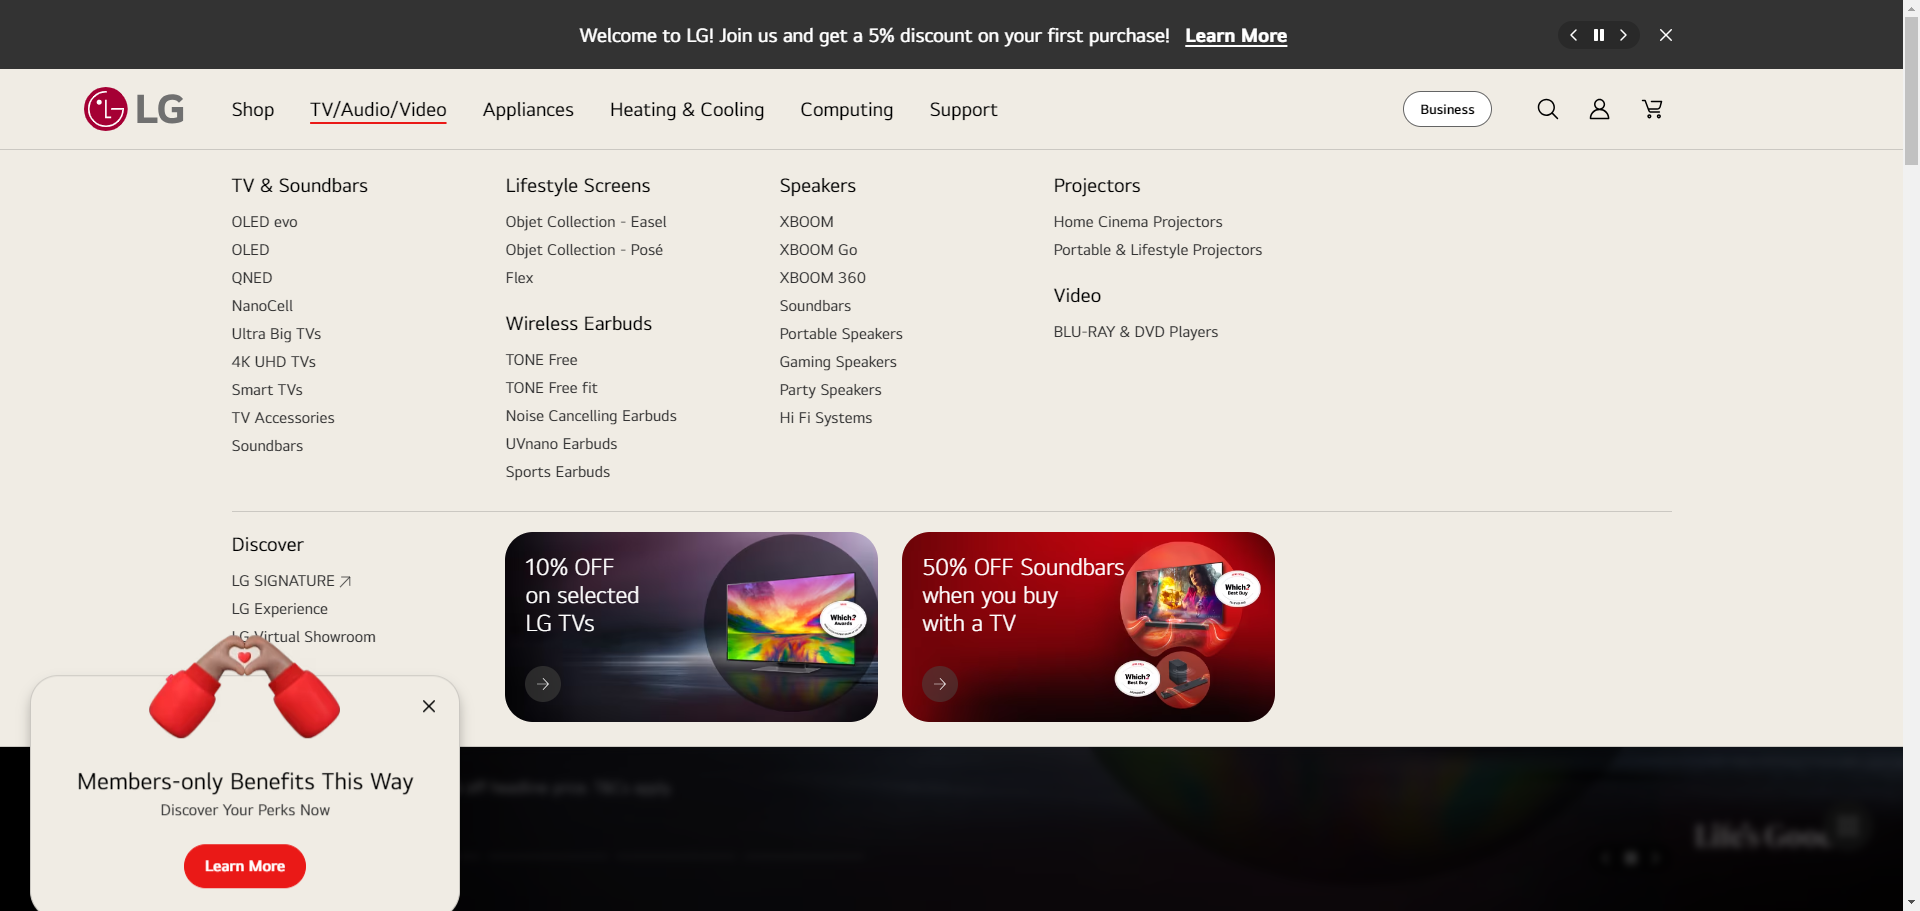 Welcome to LG! Join us and get a 5% discount on your first purchase! Learn More
LG
Shop
TV/Audio/Video
Appliances
Heating & Cooling
Computing
Support
Business
TV & Soundbars
OLED evo
OLED
QNED
NanoCell
Ultra Big TVs
4K UHD TVs
Smart TVs
TV Accessories
Soundbars
Lifestyle Screens
Objet Collection - Easel
Objet Collection - Posé
Flex
Wireless Earbuds
TONE Free
TONE Free fit
Noise Cancelling Earbuds
UVnano Earbuds
Sports Earbuds
Speakers
XBOOM
XBOOM Go
XBOOM 360
Soundbars
Portable Speakers
Gaming Speakers
Party Speakers
Hi Fi Systems
Projectors
Home Cinema Projectors
Portable & Lifestyle Projectors
Video
BLU-RAY & DVD Players
Discover
LG SIGNATURE
LG Experience
LG Virtual Showroom
10% OFF
on selected
LG TVs
Which?
Awards
50% OFF Soundbars
when you buy
with a TV
Which?
Best Buy
Which?
Best Buy
Members-only Benefits This Way
Discover Your Perks Now
Learn More
Life's Good